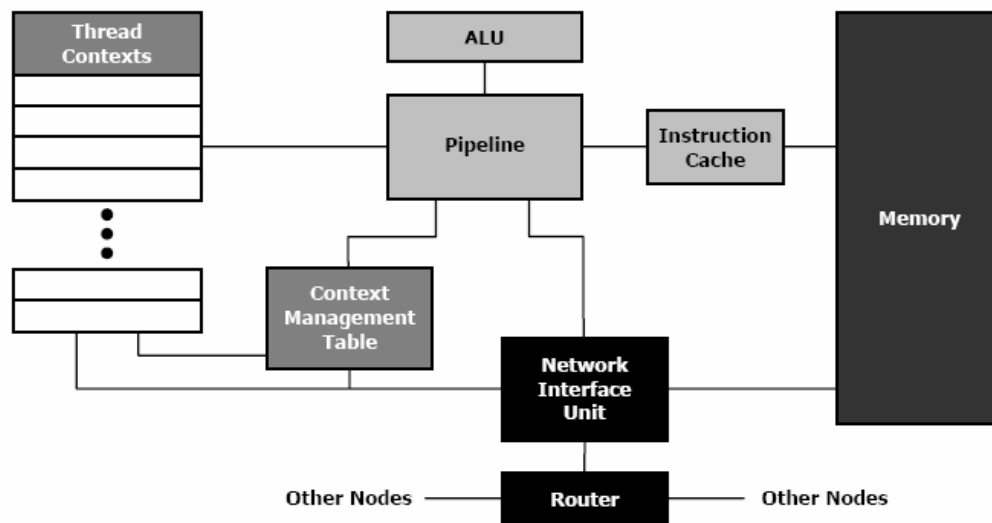 Thread
Contexts
ALU
Pipeline
Instruction
Cache
Memory
Context
Management
Table
Network
Interface
Unit
Other Nodes
Router
Other Nodes